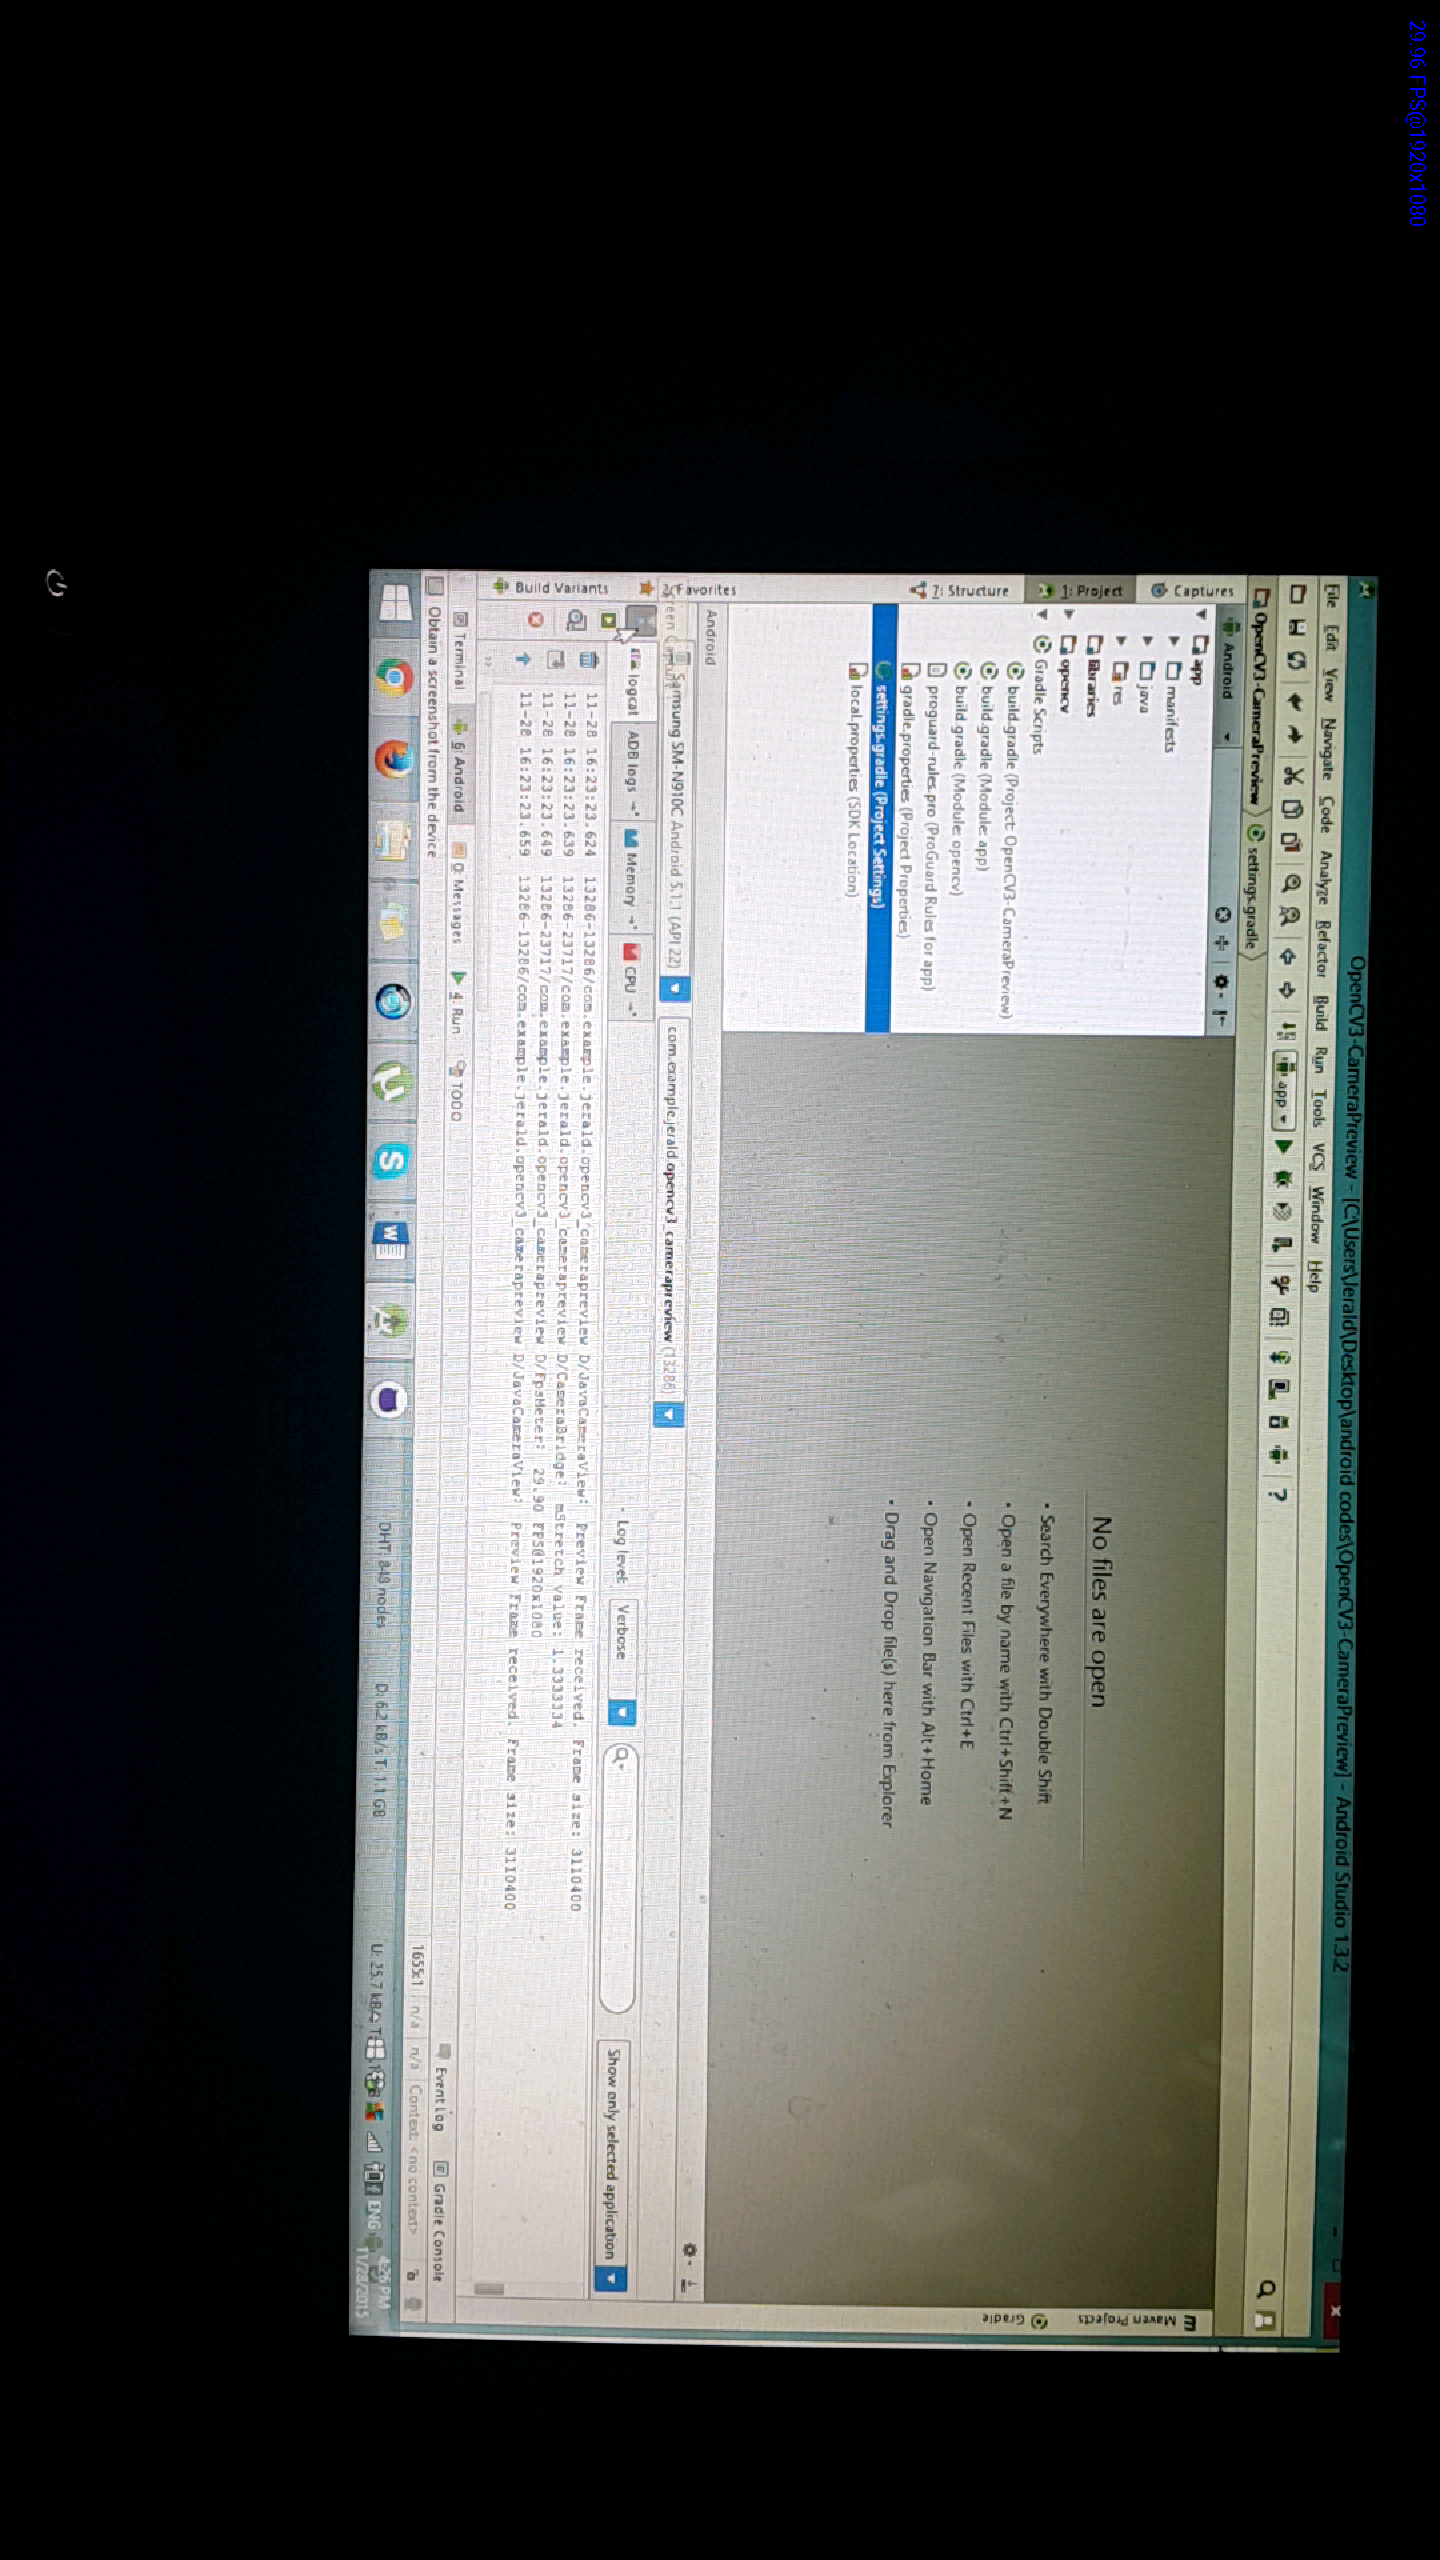 29.96 FPS@1920x1080
OpenCV3-CameraPreview - [C:\Users\Jerald\Desktop\android codes\OpenCV3-CameraPreview] - Android Studio 1.3.2
File Edit View Navigate Code Analyze Refactor Build Run Tools VCS Window Help
app
OpenCV3-CameraPreview settings.gradle
Android
Captures
1: Project
7: Structure
2: Favorites
Build Variants
app
manifests
java
res
libraries
opencv
Gradle Scripts
build.gradle (Project: OpenCV3-CameraPreview)
build.gradle (Module: app)
build.gradle (Module: opencv)
proguard-rules.pro (ProGuard Rules for app)
gradle.properties (Project Properties)
settings.gradle (Project Settings)
local.properties (SDK Location)
No files are open
• Search Everywhere with Double Shift
• Open a file by name with Ctrl+Shift+N
• Open Recent Files with Ctrl+E
• Open Navigation Bar with Alt+Home
• Drag and Drop file(s) here from Explorer
Maven Projects
Gradle
Android
Samsung SM-N910C Android 5.1.1 (API 22) com.example.jerald.opencv3_camerapreview (13286)
logcat ADB logs Memory CPU Log level: Verbose Show only selected application
11-28 16:23:23.624 13286-13286/com.example.jerald.opencv3_camerapreview D/JavaCameraView: Preview Frame received. Frame size: 3110400
11-28 16:23:23.639 13286-23717/com.example.jerald.opencv3_camerapreview D/CameraBridge: mStretch value: 1.3333334
11-28 16:23:23.649 13286-23717/com.example.jerald.opencv3_camerapreview D/FpsMeter: 29.90 FPS@1920x1080
11-28 16:23:23.659 13286-13286/com.example.jerald.opencv3_camerapreview D/JavaCameraView: Preview Frame received. Frame size: 3110400
Terminal 6: Android 0: Messages 4: Run TODO Event Log Gradle Console
Obtain a screenshot from the device 1655:1 n/a n/a Context: <no context>
DHT: 848 nodes D: 6.2 kB/s T: 1.1 GB U: 25.7 kB/s ENG 4:26 PM
11/28/2015